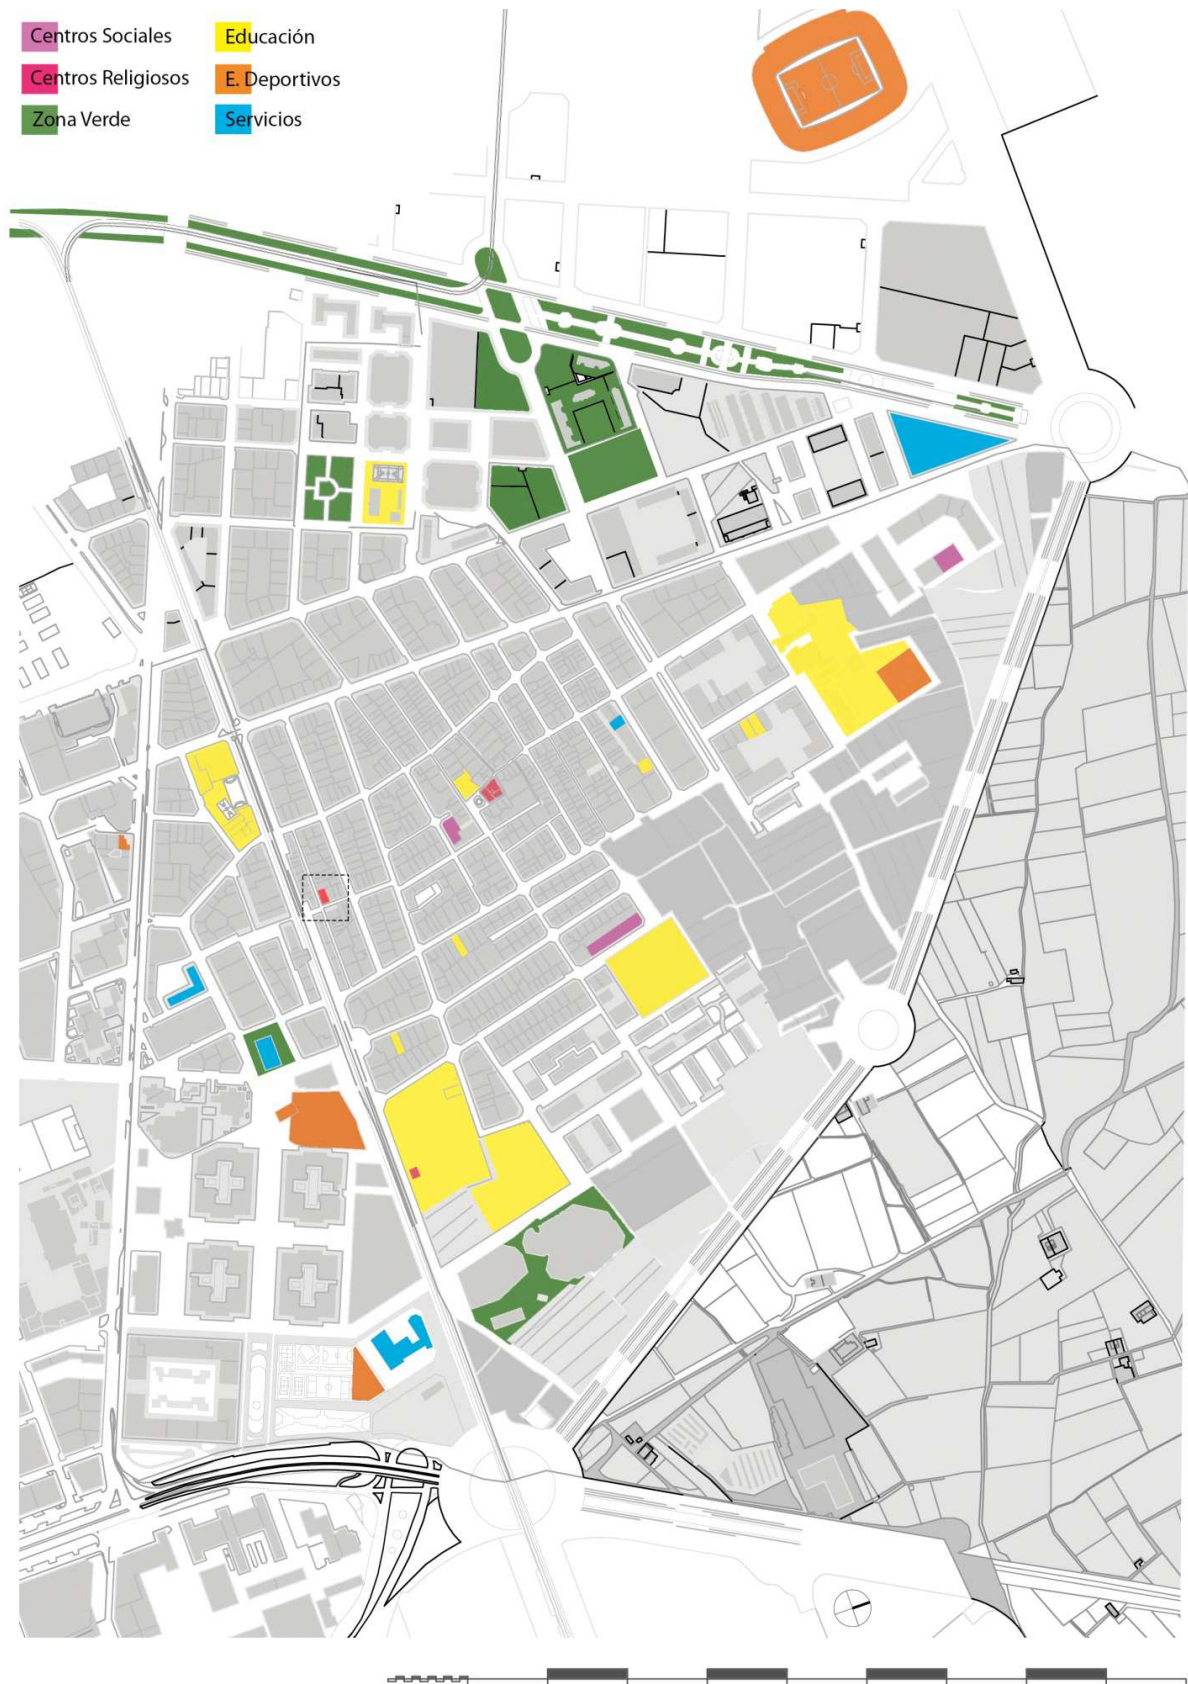 Centros Sociales
Educación
Centros Religiosos
E. Deportivos
Zona Verde
Servicios